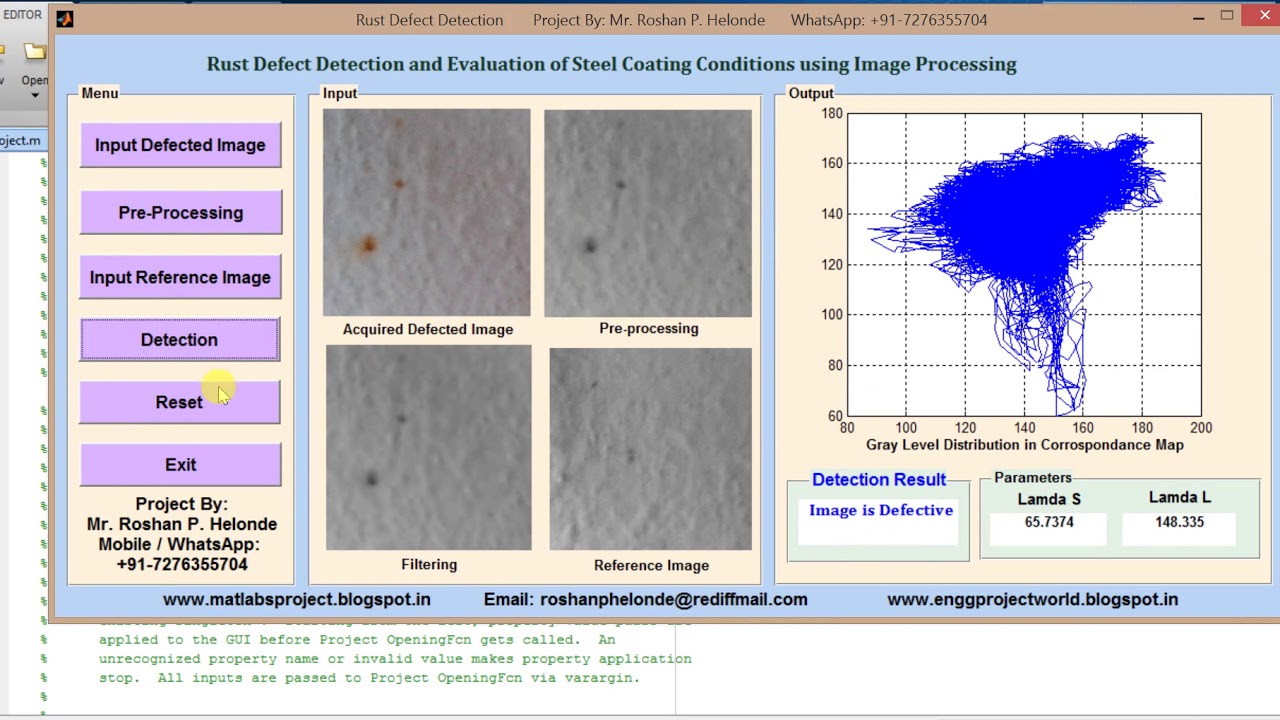 EDITOR
Rust Defect Detection Project By: Mr. Roshan P. Helonde WhatsApp: +91-7276355704
Open
oject.m
Rust Defect Detection and Evaluation of Steel Coating Conditions using Image Processing
Menu
Input Defected Image
Pre-Processing
Input Reference Image
Detection
Reset
Exit
Project By:
Mr. Roshan P. Helonde
Mobile / WhatsApp:
+91-7276355704
Input
Acquired Defected Image
Pre-processing
Filtering
Reference Image
Output
180
160
140
120
100
80
60
80 100 120 140 160 180 200
Gray Level Distribution in Corrospondance Map
Detection Result
Image is Defective
Parameters
Lamda S Lamda L
65.7374 148.335
www.matlabsproject.blogspot.in Email: roshanphelonde@rediffmail.com www.enggprojectworld.blogspot.in
% applied to the GUI before Project OpeningFcn gets called. An
% unrecognized property name or invalid value makes property application
% stop. All inputs are passed to Project OpeningFcn via varargin.
%